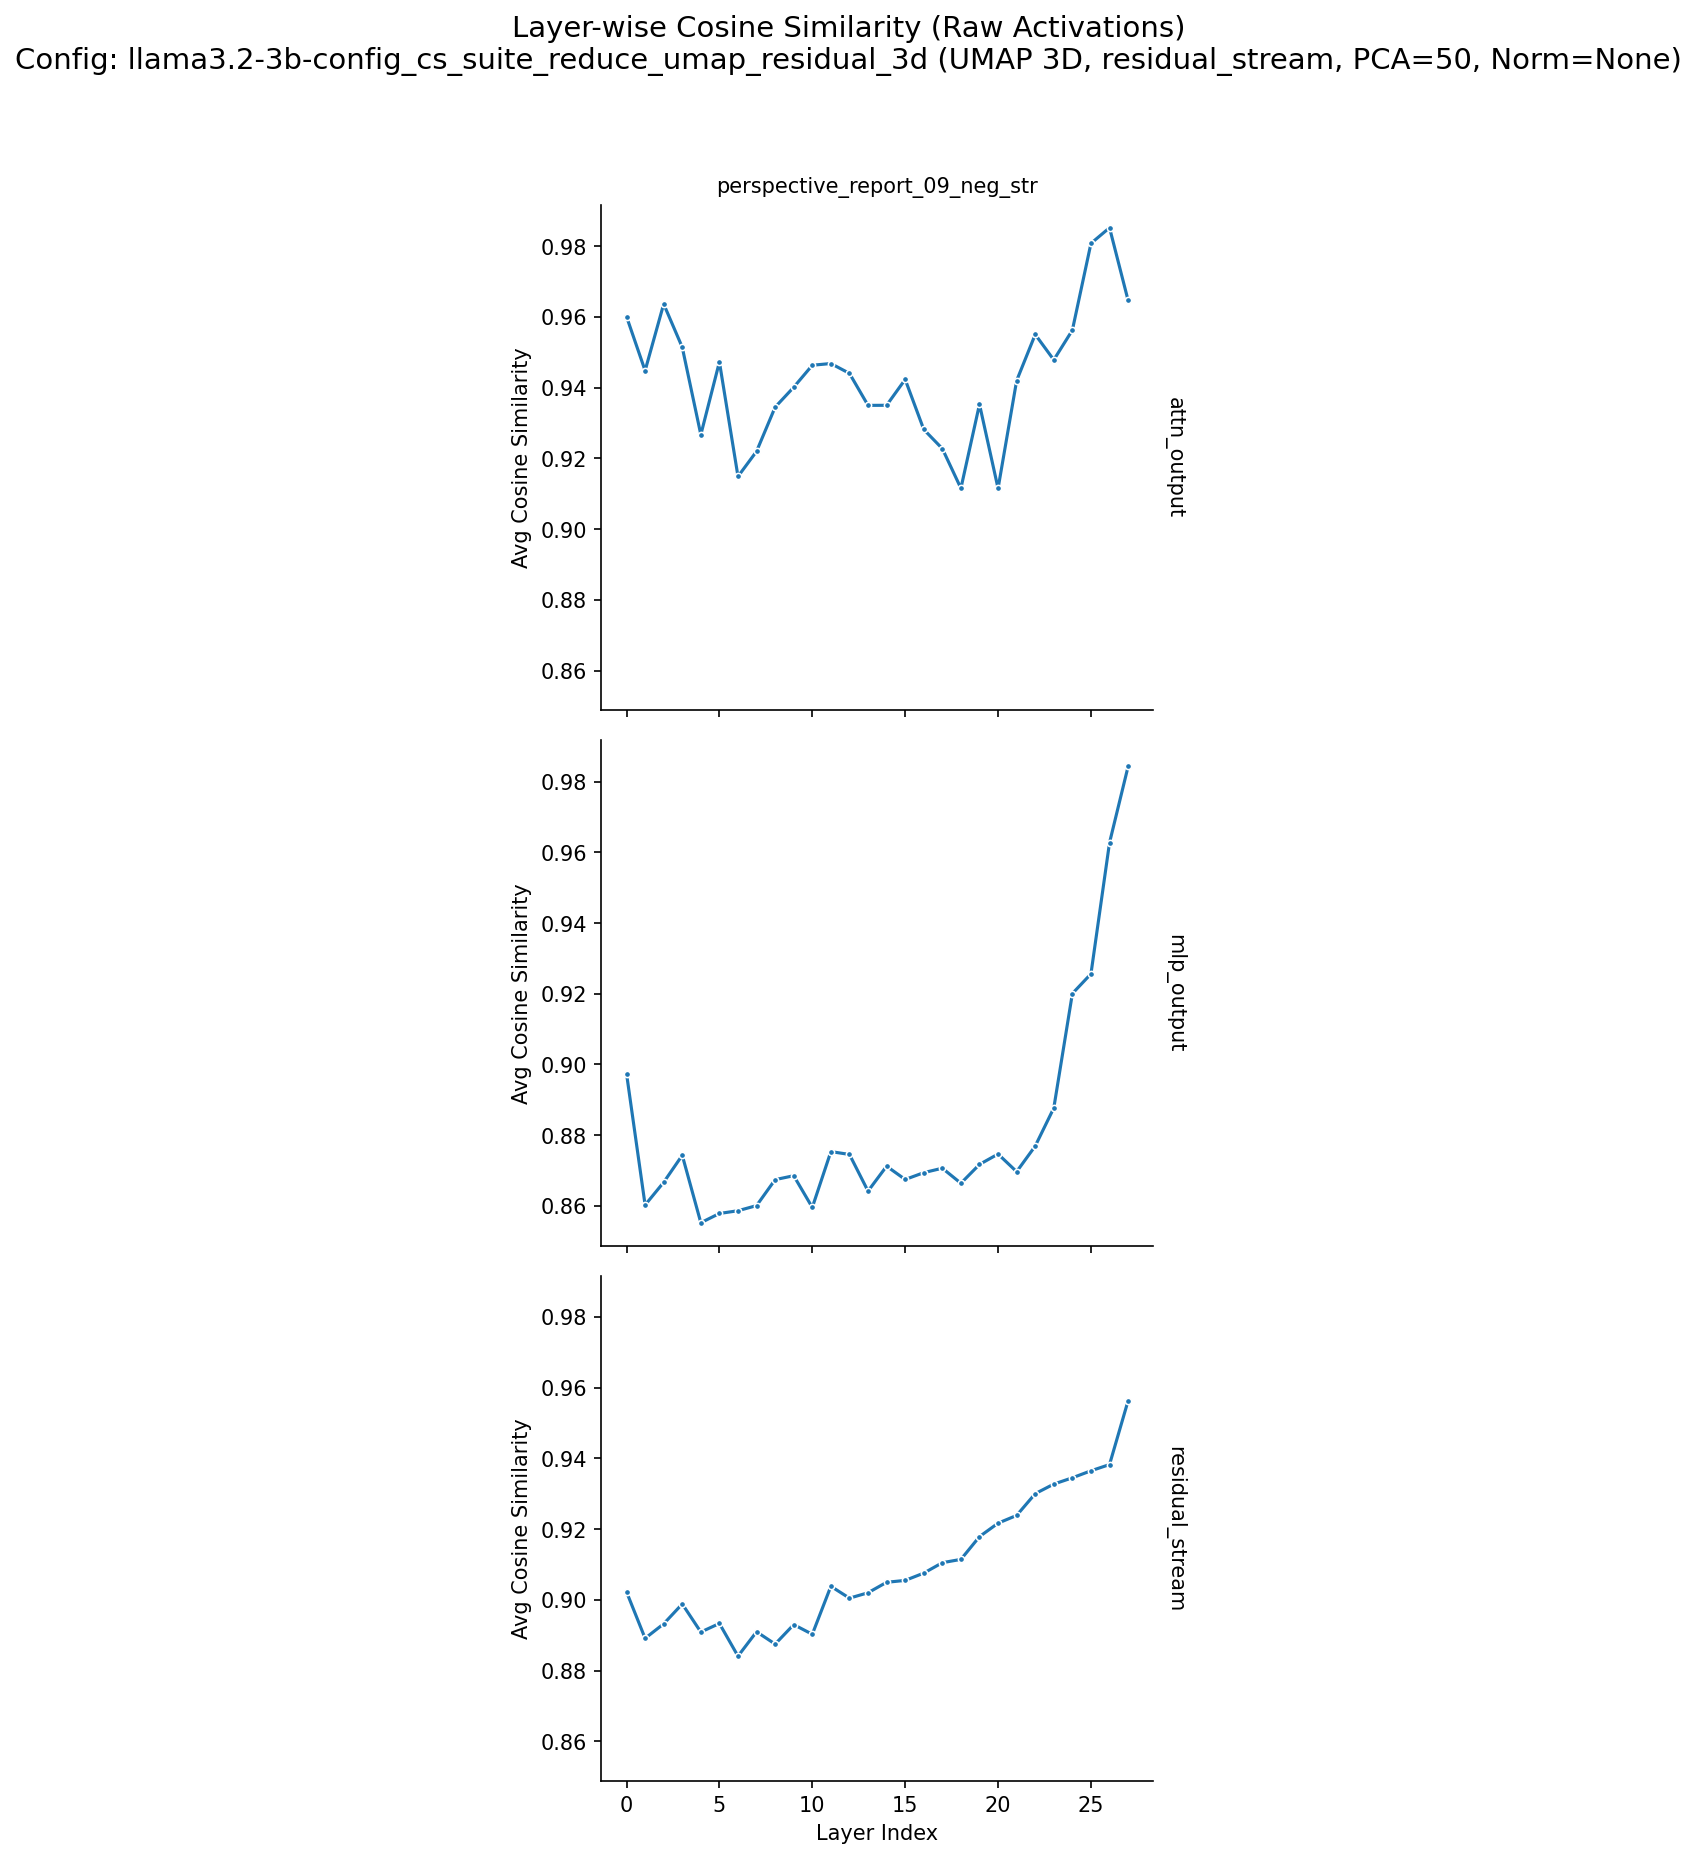 Layer-wise Cosine Similarity (Raw Activations)
Config: llama3.2-3b-config_cs_suite_reduce_umap_residual_3d (UMAP 3D, residual_stream, PCA=50, Norm=None)
perspective_report_09_neg_str
0.98
0.96
0.94
0.92
0.90
0.88
0.86
Avg Cosine Similarity
attn_output
0.98
0.96
0.94
0.92
0.90
0.88
0.86
Avg Cosine Similarity
mlp_output
0.98
0.96
0.94
0.92
0.90
0.88
0.86
Avg Cosine Similarity
residual_stream
0 5 10 15 20 25
Layer Index